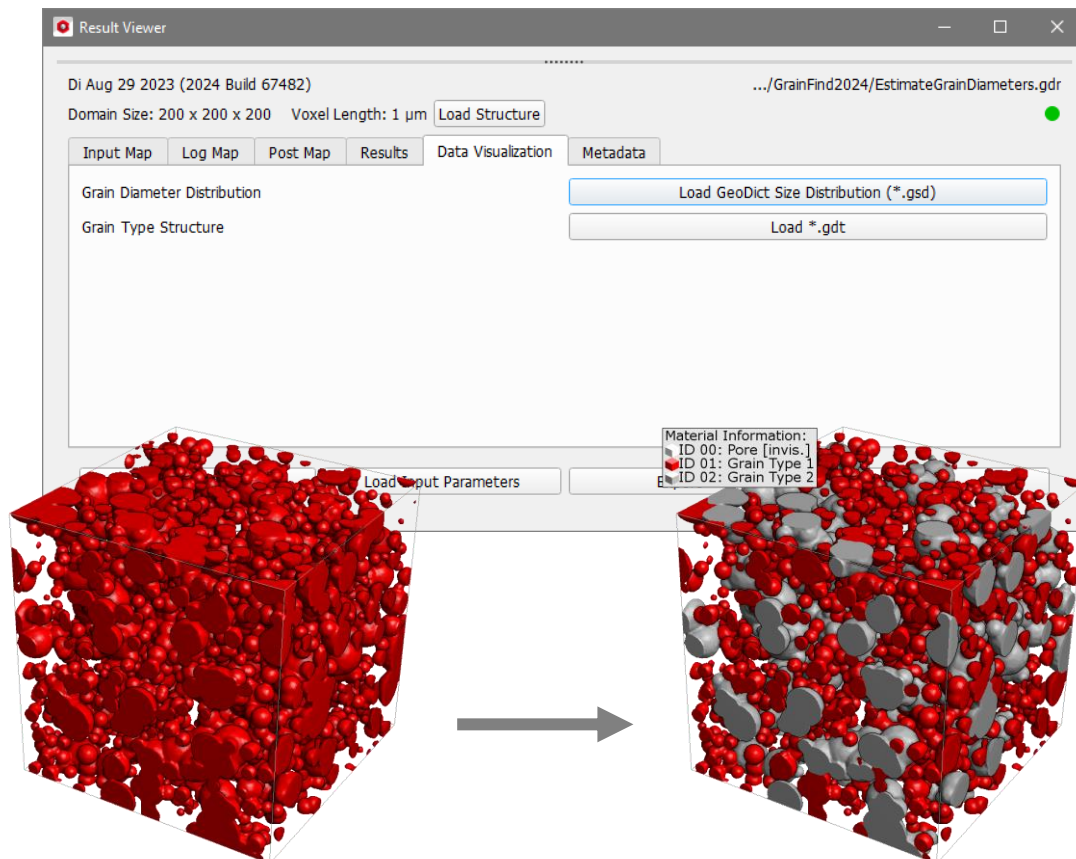 Result Viewer
Di Aug 29 2023 (2024 Build 67482)
.../GrainFind2024/EstimateGrainDiameters.gdr
Domain Size: 200 x 200 x 200 Voxel Length: 1 µm Load Structure
Input Map Log Map Post Map Results Data Visualization Metadata
Grain Diameter Distribution Load GeoDict Size Distribution (*.gsd)
Grain Type Structure Load *.gdt
Material Information:
ID 00: Pore [invis.]
ID 01: Grain Type 1
ID 02: Grain Type 2
Load Input Parameters